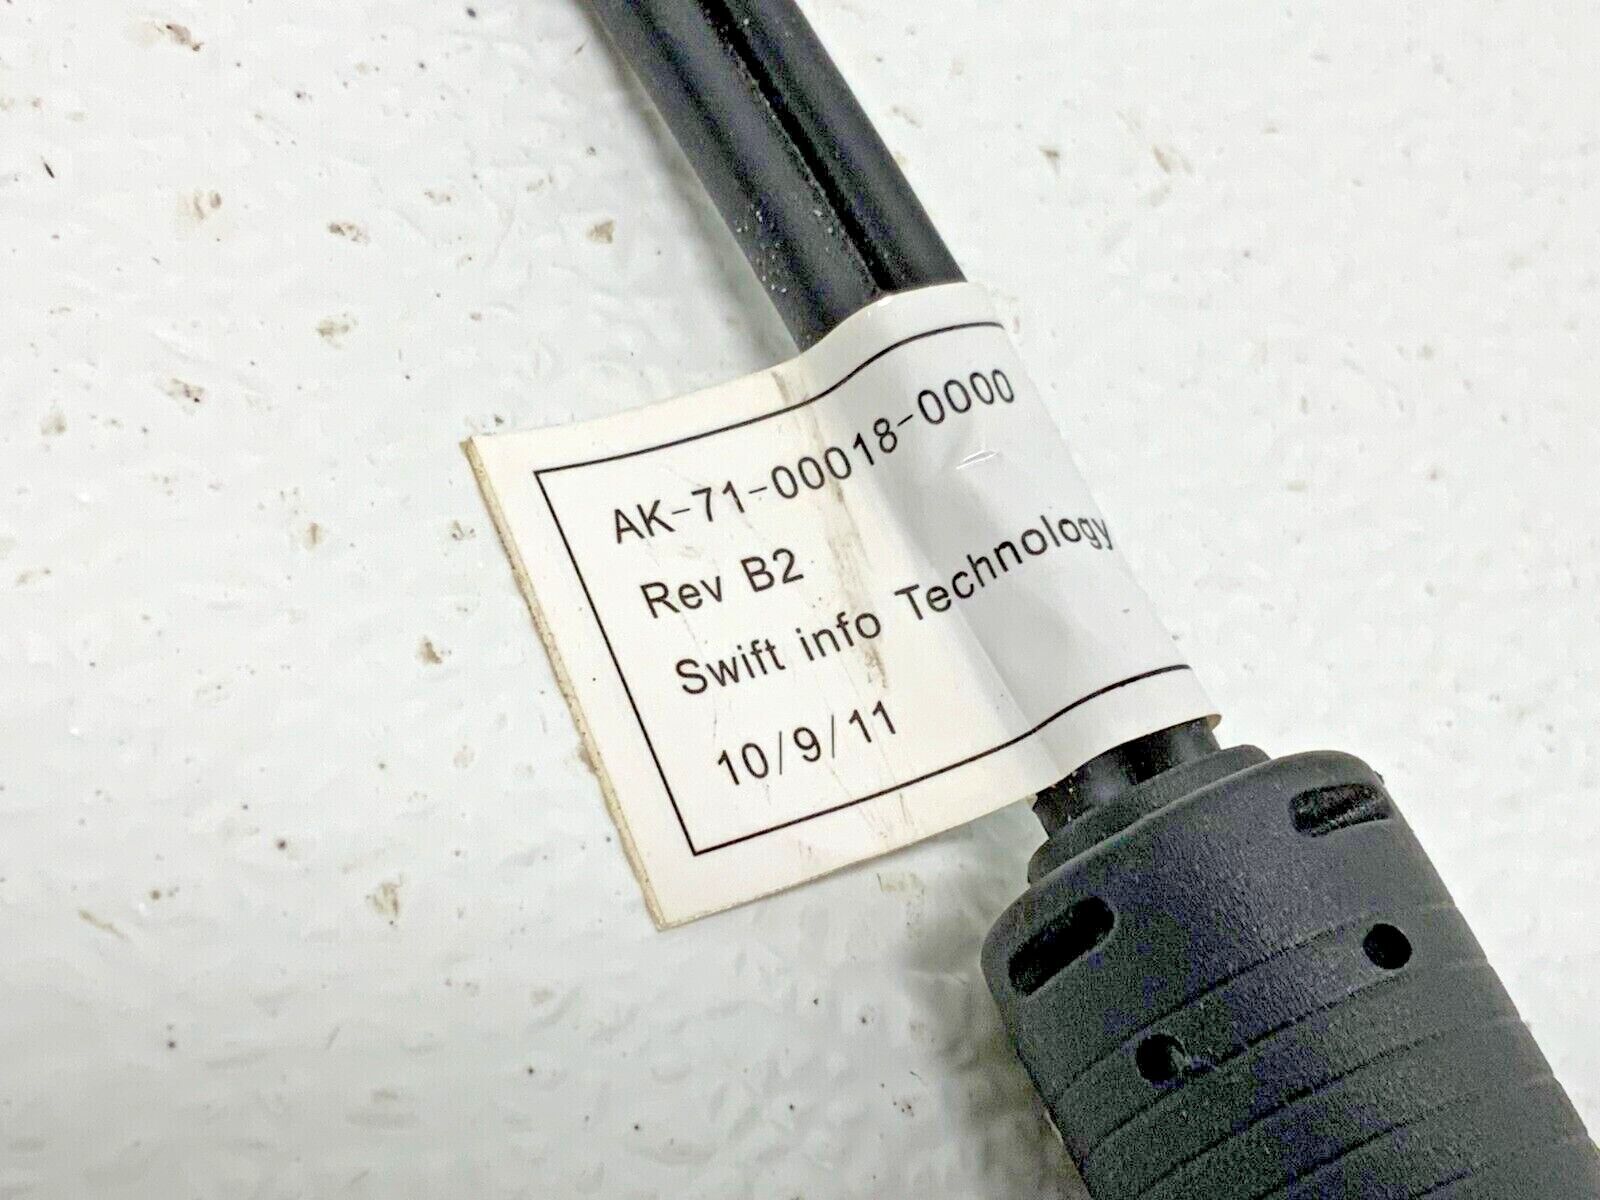 AK-71-00018-0000
Rev B2
Swift info Technology
10/9/11